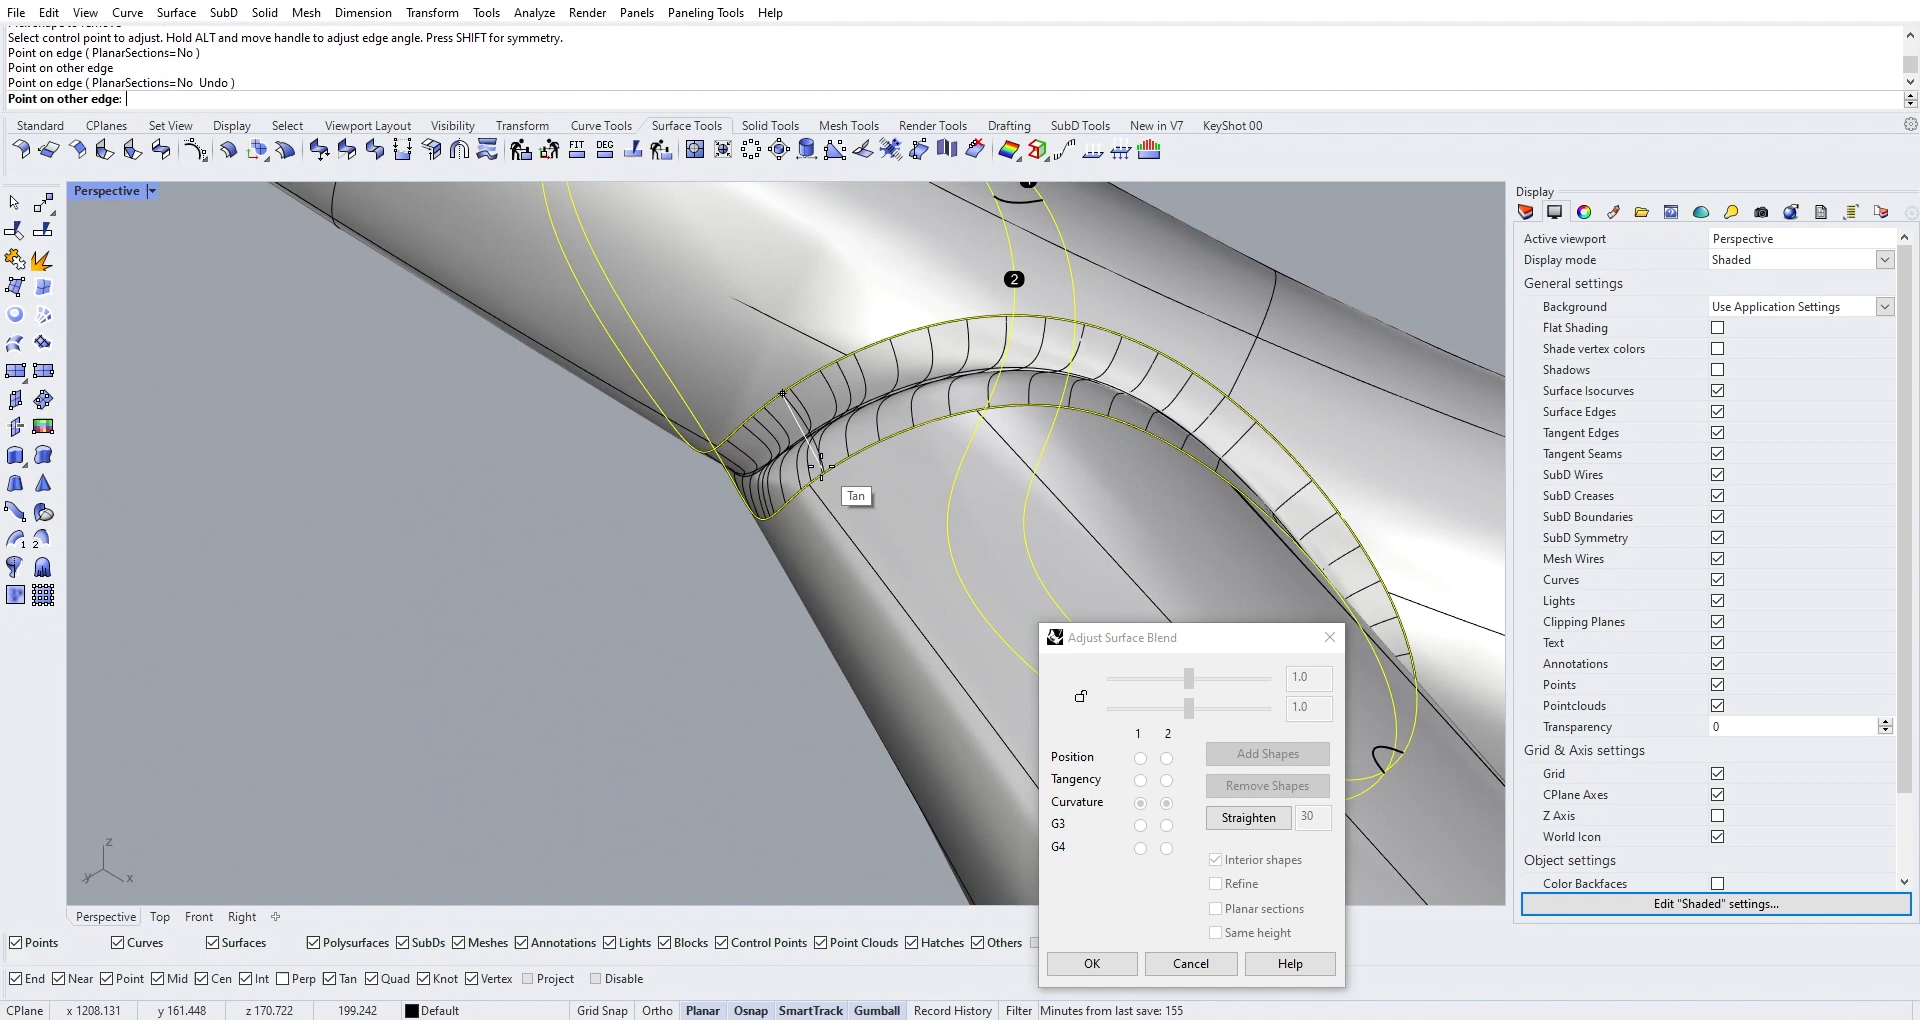 File Edit View Curve Surface SubD Solid Mesh Dimension Transform Tools Analyze Render Panels Paneling Tools Help
Select control point to adjust. Hold ALT and move handle to adjust edge angle. Press SHIFT for symmetry.
Point on edge ( PlanarSections=No )
Point on other edge
Point on edge ( PlanarSections=No Undo )
Point on other edge:
Standard CPlanes Set View Display Select Viewport Layout Visibility Transform Curve Tools Surface Tools Solid Tools Mesh Tools Render Tools Drafting SubD Tools New in V7 KeyShot 00
FIT DEG
Perspective
2
Tan
z
y x
1 2
Display
Active viewport Perspective
Display mode Shaded
General settings
Background Use Application Settings
Flat Shading
Shade vertex colors
Shadows
Surface Isocurves
Surface Edges
Tangent Edges
Tangent Seams
SubD Wires
SubD Creases
SubD Boundaries
SubD Symmetry
Mesh Wires
Curves
Lights
Clipping Planes
Text
Annotations
Points
Pointclouds
Transparency 0
Grid & Axis settings
Grid
CPlane Axes
Z Axis
World Icon
Object settings
Color Backfaces
Edit "Shaded" settings...
Adjust Surface Blend
1.0
1.0
1 2
Position
Tangency
Curvature
G3
G4
Add Shapes
Remove Shapes
Straighten 30
Interior shapes
Refine
Planar sections
Same height
OK Cancel Help
Perspective Top Front Right
Points Curves Surfaces Polysurfaces SubDs Meshes Annotations Lights Blocks Control Points Point Clouds Hatches Others
End Near Point Mid Cen Int Perp Tan Quad Knot Vertex Project Disable
CPlane x 1208.131 y 161.448 z 170.722 199.242 Default Grid Snap Ortho Planar Osnap SmartTrack Gumball Record History Filter Minutes from last save: 155